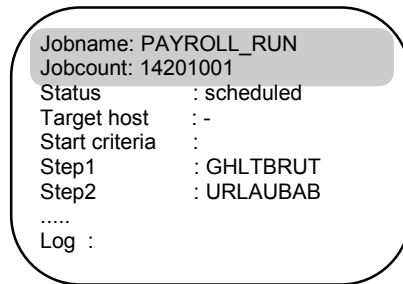 Jobname: PAYROLL_RUN
Jobcount: 14201001
Status : scheduled
Target host : -
Start criteria :
Step1 : GHLTBRUT
Step2 : URLAUBAB
.....
Log :